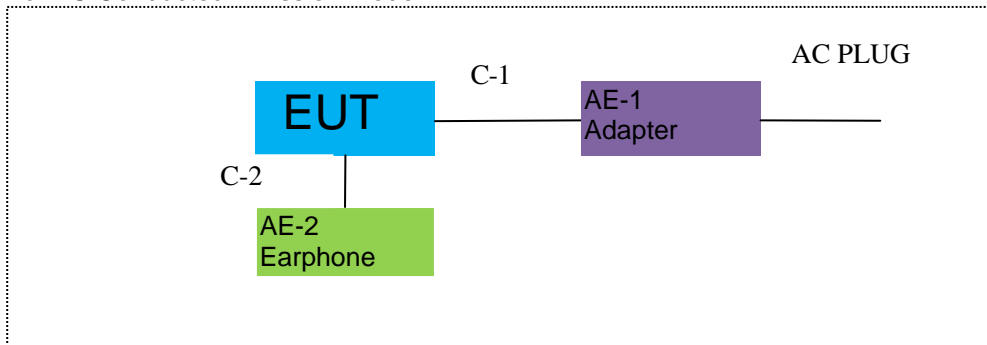 AC PLUG
C-1
EUT
AE-1
Adapter
C-2
AE-2
Earphone